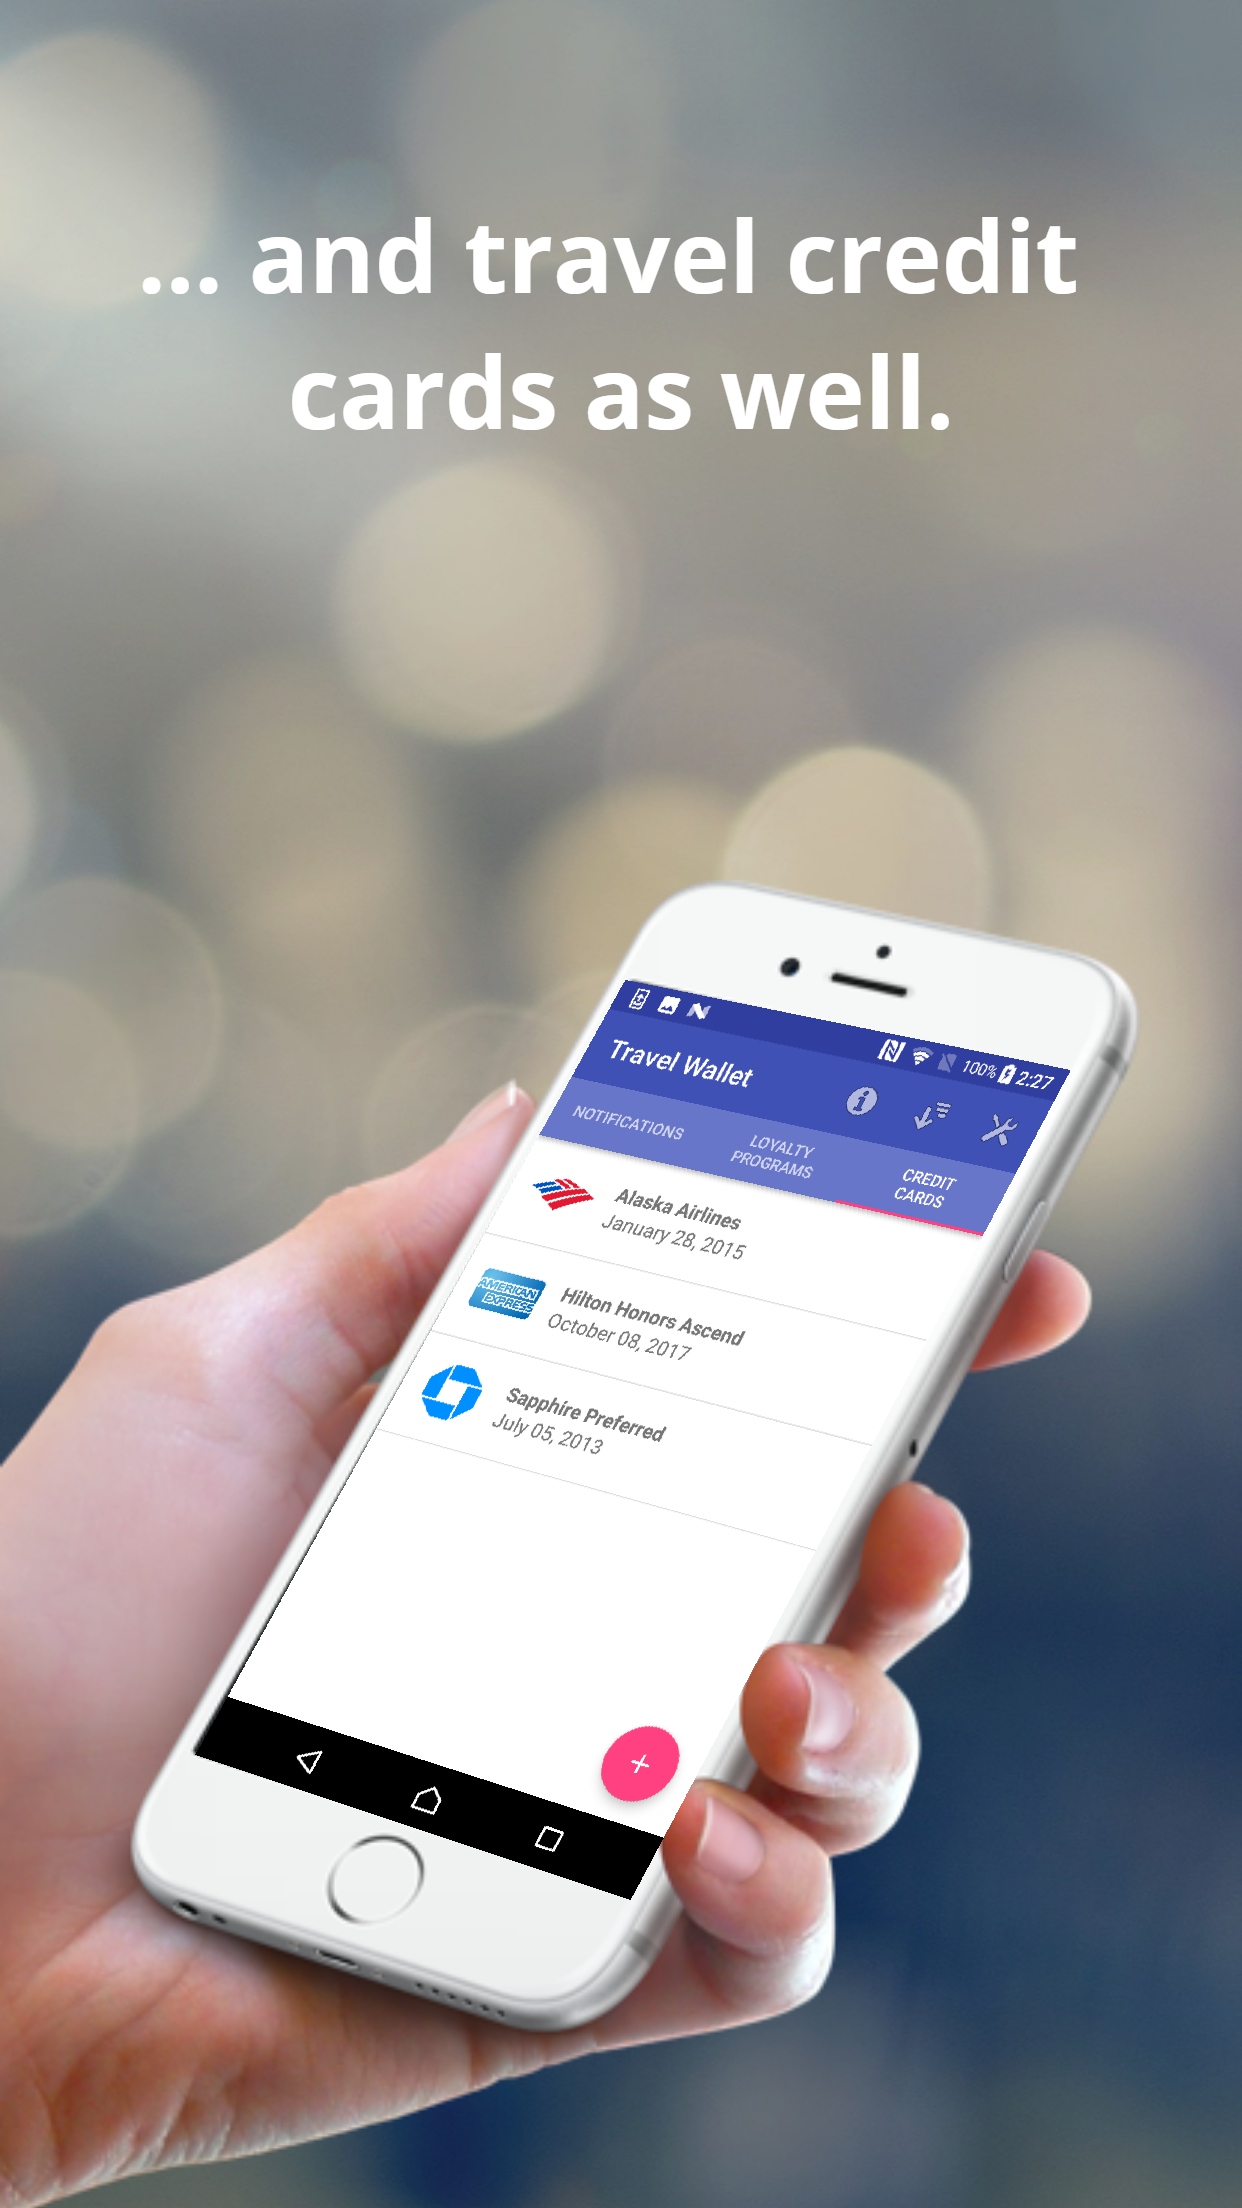 ... and travel credit
cards as well.
100% 2:27
Travel Wallet
NOTIFICATIONS
LOYALTY
PROGRAMS
CREDIT
CARDS
Alaska Airlines
January 28, 2015
AMERICAN
EXPRESS
Hilton Honors Ascend
October 08, 2017
Sapphire Preferred
July 05, 2013